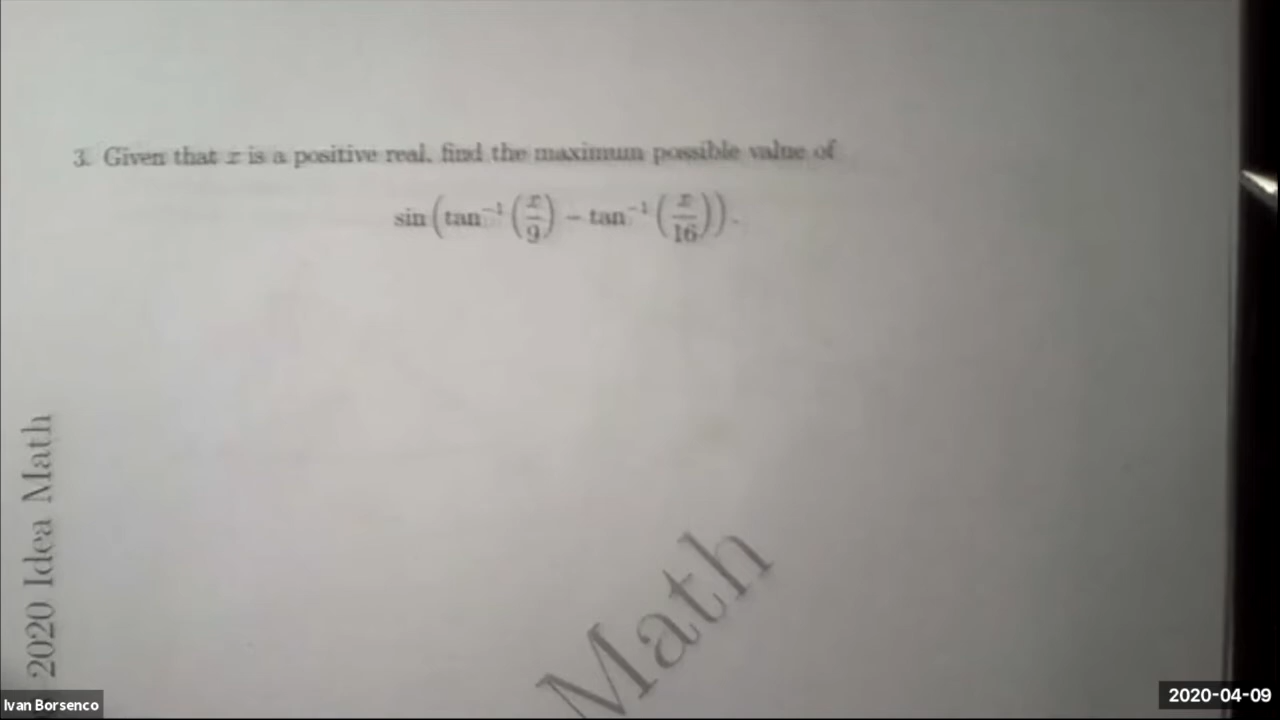 3. Given that x is a positive real, find the maximum possible value of
sin(tan⁻¹(x/9) − tan⁻¹(x/16)).
2020 Idea Math
Math
Ivan Borsenco
2020-04-09